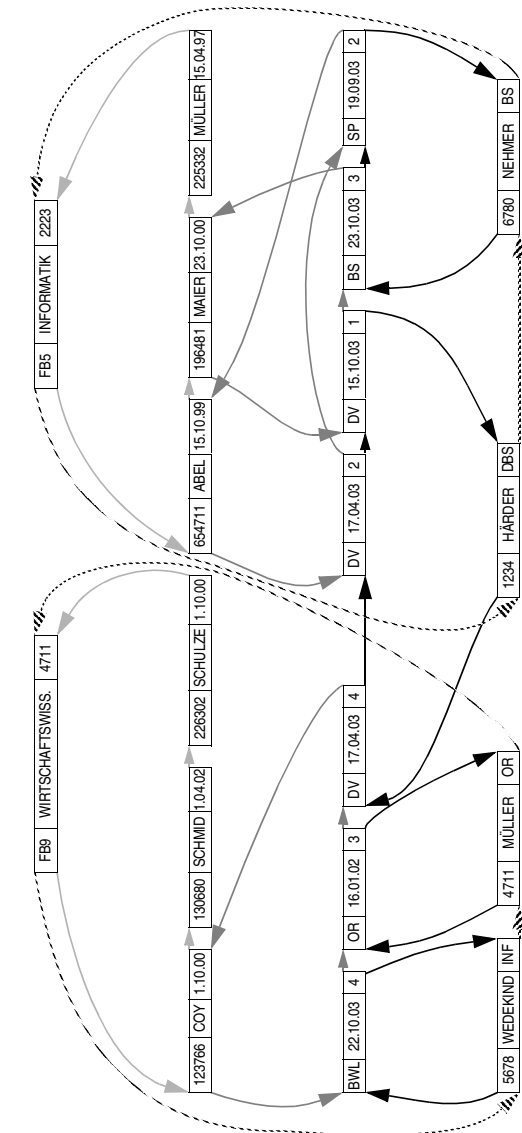 FB9 WIRTSCHAFTSWISS. 4711
FB5 INFORMATIK 2223
123766 COY 1.10.00
130680 SCHMID 1.04.02
226302 SCHULZE 1.10.00
654711 ABEL 15.10.99
196481 MAIER 23.10.00
225332 MÜLLER 15.04.97
BWL 22.10.03 4
OR 16.01.02 3
DV 17.04.03 4
DV 17.04.03 2
DV 15.10.03 1
BS 23.10.03 3
SP 19.09.03 2
5678 WEDEKIND INF
4711 MÜLLER OR
1234 HÄRDER DBS
6780 NEHMER BS